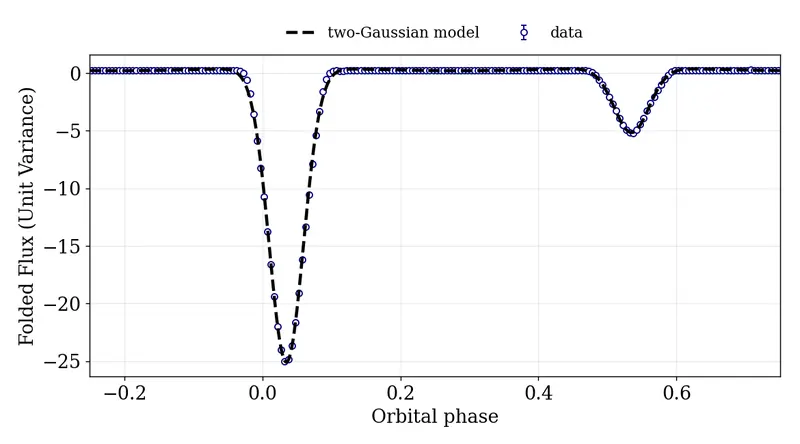 two-Gaussian model data
Folded Flux (Unit Variance)
0
−5
−10
−15
−20
−25
−0.2 0.0 0.2 0.4 0.6
Orbital phase